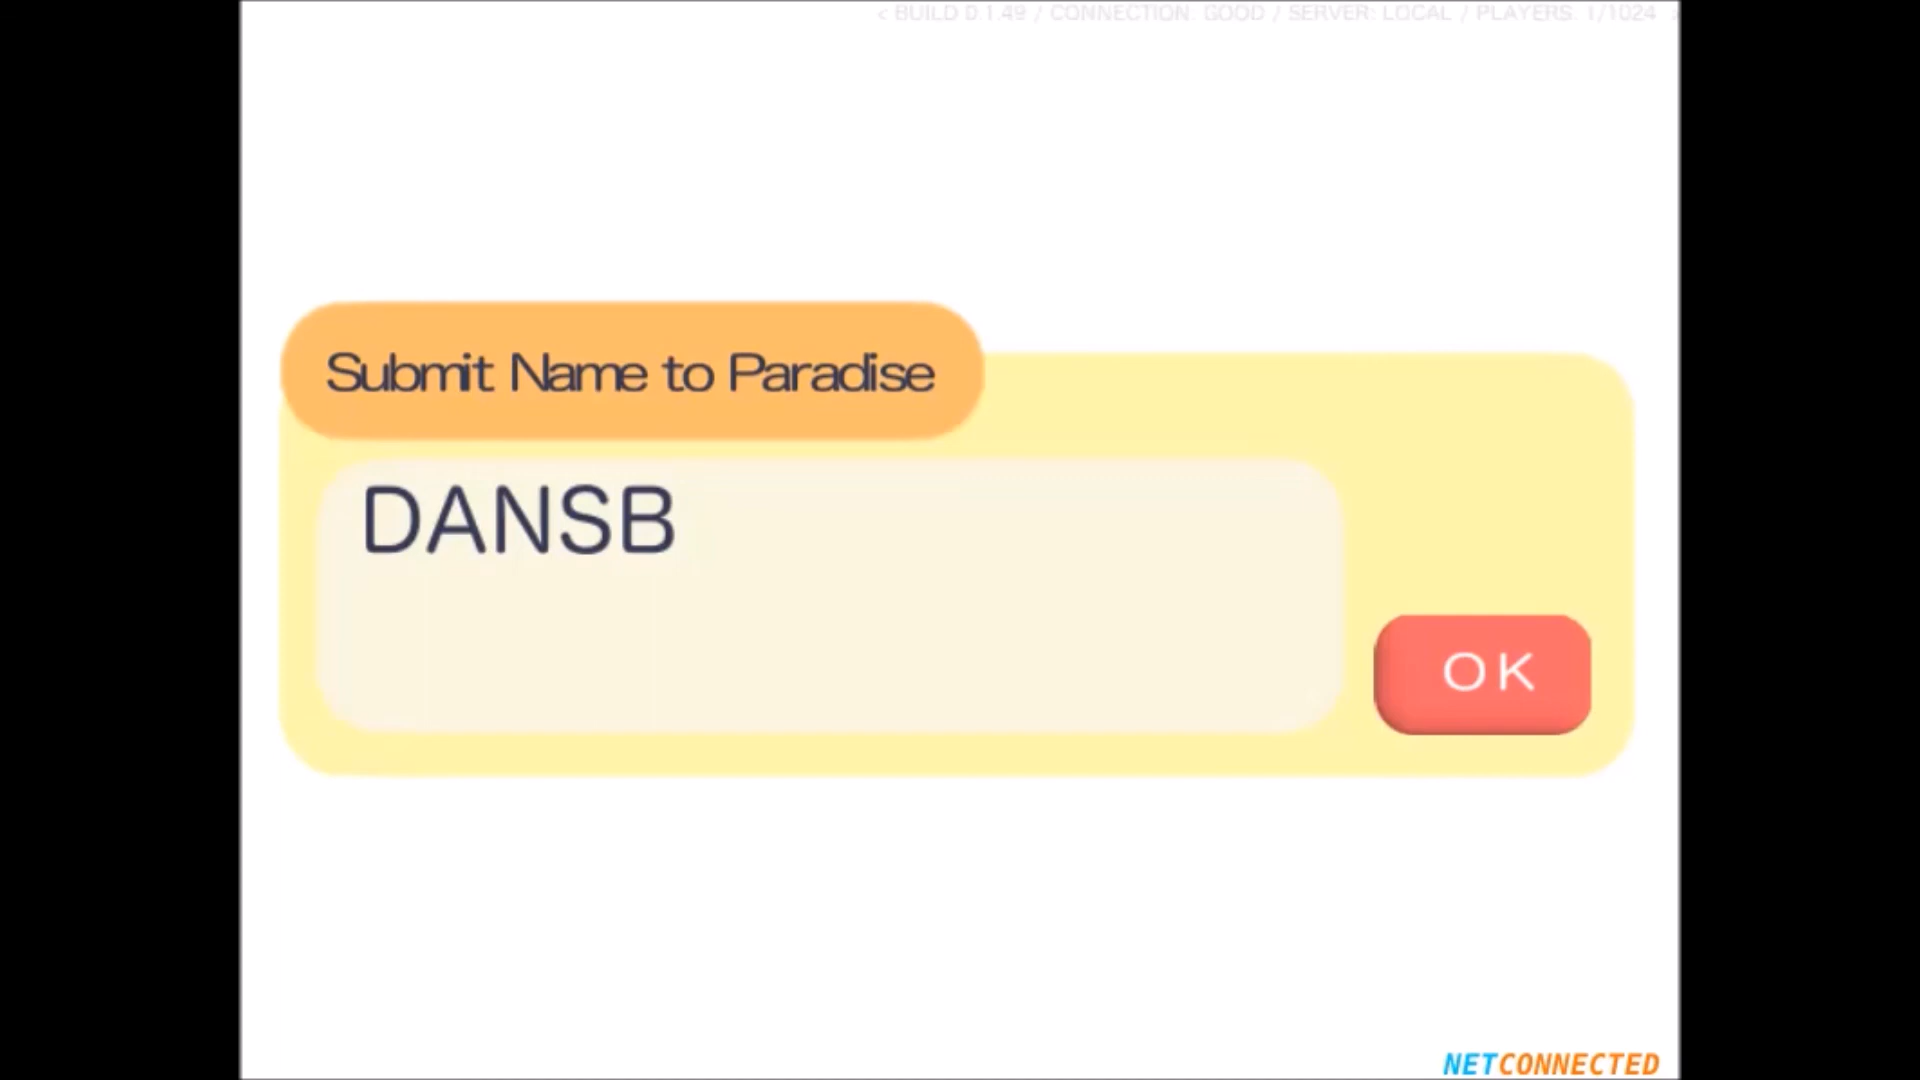 < BUILD 0.1.49 / CONNECTION: GOOD / SERVER: LOCAL / PLAYERS: 1/1024 >
Submit Name to Paradise
DANSB
OK
NETCONNECTED